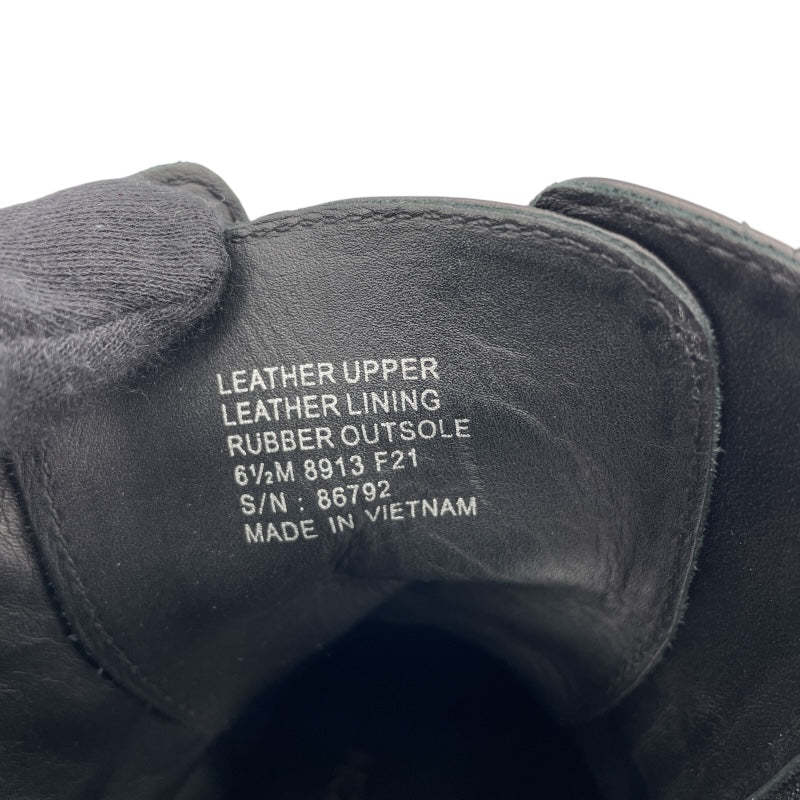 LEATHER UPPER
LEATHER LINING
RUBBER OUTSOLE
6½M 8913 F21
S/N : 86792
MADE IN VIETNAM